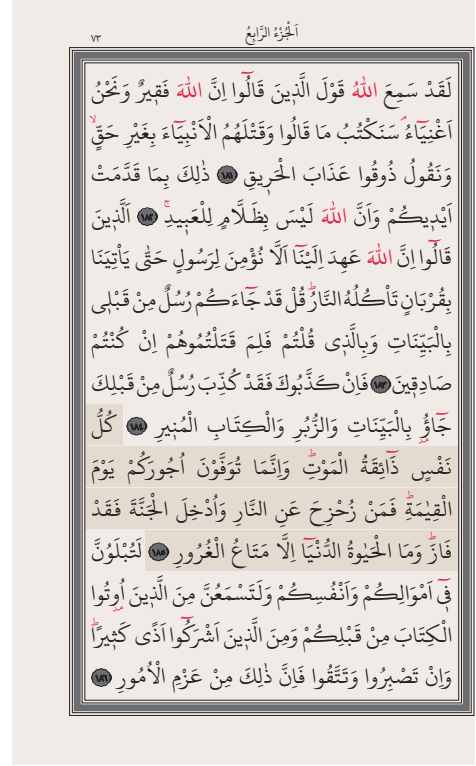 اَلْجُزْءُ الرَّابِعُ ٧٣
لَقَدْ سَمِعَ اللّٰهُ قَوْلَ الَّذ۪ينَ قَالُٓوا اِنَّ اللّٰهَ فَق۪يرٌ وَنَحْنُ
اَغْنِيَٓاءُۢ سَنَكْتُبُ مَا قَالُوا وَقَتْلَهُمُ الْاَنْبِيَٓاءَ بِغَيْرِ حَقٍّۙ
وَنَقُولُ ذُوقُوا عَذَابَ الْحَر۪يقِ ﴿١٨١﴾ ذٰلِكَ بِمَا قَدَّمَتْ
اَيْد۪يكُمْ وَاَنَّ اللّٰهَ لَيْسَ بِظَلَّامٍ لِلْعَب۪يدِۚ ﴿١٨٢﴾ اَلَّذ۪ينَ
قَالُٓوا اِنَّ اللّٰهَ عَهِدَ اِلَيْنَٓا اَلَّا نُؤْمِنَ لِرَسُولٍ حَتّٰى يَأْتِيَنَا
بِقُرْبَانٍ تَأْكُلُهُ النَّارُۜ قُلْ قَدْ جَٓاءَكُمْ رُسُلٌ مِنْ قَبْل۪ي
بِالْبَيِّنَاتِ وَبِالَّذ۪ي قُلْتُمْ فَلِمَ قَتَلْتُمُوهُمْ اِنْ كُنْتُمْ
صَادِق۪ينَ ﴿١٨٣﴾ فَاِنْ كَذَّبُوكَ فَقَدْ كُذِّبَ رُسُلٌ مِنْ قَبْلِكَ
جَٓاؤُ۫ بِالْبَيِّنَاتِ وَالزُّبُرِ وَالْكِتَابِ الْمُن۪يرِ ﴿١٨٤﴾ كُلُّ
نَفْسٍ ذَٓائِقَةُ الْمَوْتِۜ وَاِنَّمَا تُوَفَّوْنَ اُجُورَكُمْ يَوْمَ
الْقِيٰمَةِۜ فَمَنْ زُحْزِحَ عَنِ النَّارِ وَاُدْخِلَ الْجَنَّةَ فَقَدْ
فَازَۜ وَمَا الْحَيٰوةُ الدُّنْيَٓا اِلَّا مَتَاعُ الْغُرُورِ ﴿١٨٥﴾ لَتُبْلَوُنَّ
ف۪ٓي اَمْوَالِكُمْ وَاَنْفُسِكُمْ وَلَتَسْمَعُنَّ مِنَ الَّذ۪ينَ اُو۫تُوا
الْكِتَابَ مِنْ قَبْلِكُمْ وَمِنَ الَّذ۪ينَ اَشْرَكُٓوا اَذًى كَث۪يرًاۜ
وَاِنْ تَصْبِرُوا وَتَتَّقُوا فَاِنَّ ذٰلِكَ مِنْ عَزْمِ الْاُمُورِ ﴿١٨٦﴾